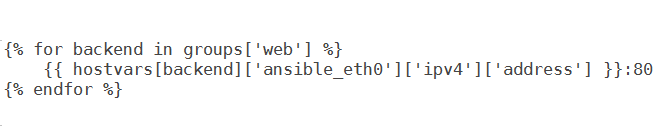 {% for backend in groups['web'] %}
    {{ hostvars[backend]['ansible_eth0']['ipv4']['address'] }}:80
{% endfor %}